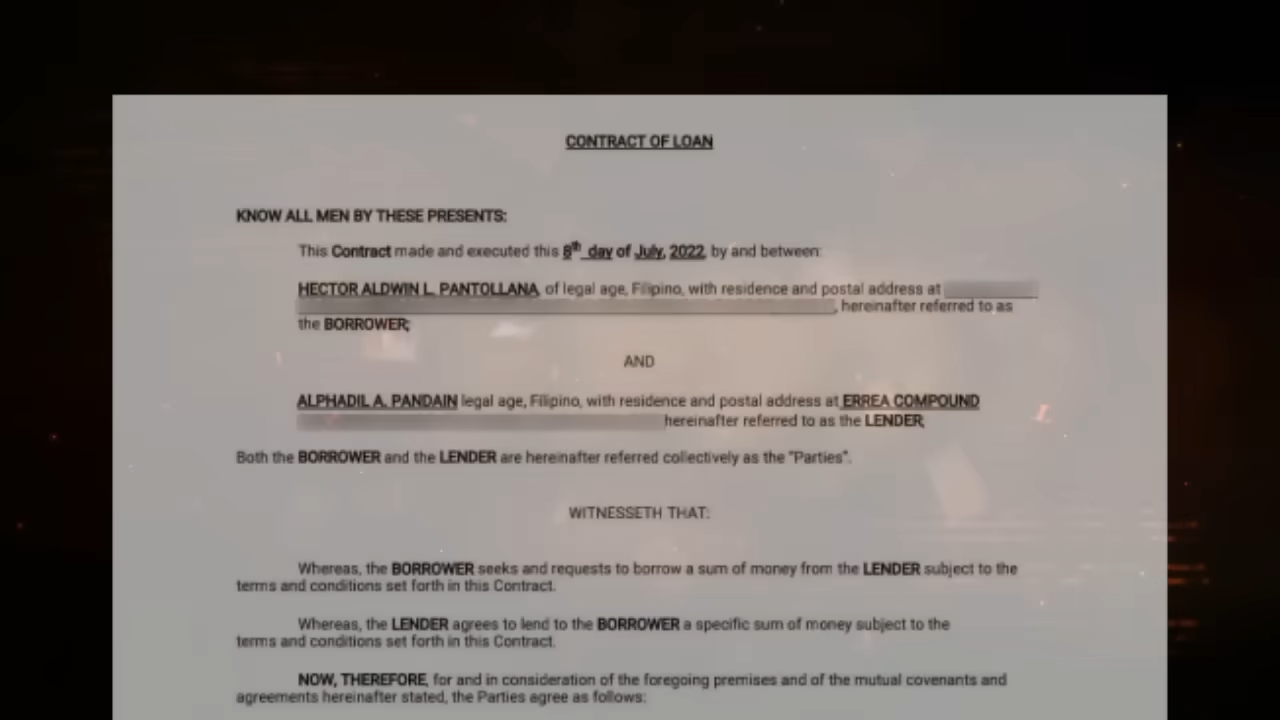 CONTRACT OF LOAN
KNOW ALL MEN BY THESE PRESENTS:
This Contract made and executed this 8th day of July, 2022, by and between:
HECTOR ALDWIN L. PANTOLLANA, of legal age, Filipino, with residence and postal address at
, hereinafter referred to as
the BORROWER;
AND
ALPHADIL A. PANDAIN legal age, Filipino, with residence and postal address at ERREA COMPOUND
hereinafter referred to as the LENDER;
Both the BORROWER and the LENDER are hereinafter referred collectively as the “Parties”.
WITNESSETH THAT:
Whereas, the BORROWER seeks and requests to borrow a sum of money from the LENDER subject to the
terms and conditions set forth in this Contract.
Whereas, the LENDER agrees to lend to the BORROWER a specific sum of money subject to the
terms and conditions set forth in this Contract.
NOW, THEREFORE, for and in consideration of the foregoing premises and of the mutual covenants and
agreements hereinafter stated, the Parties agree as follows: